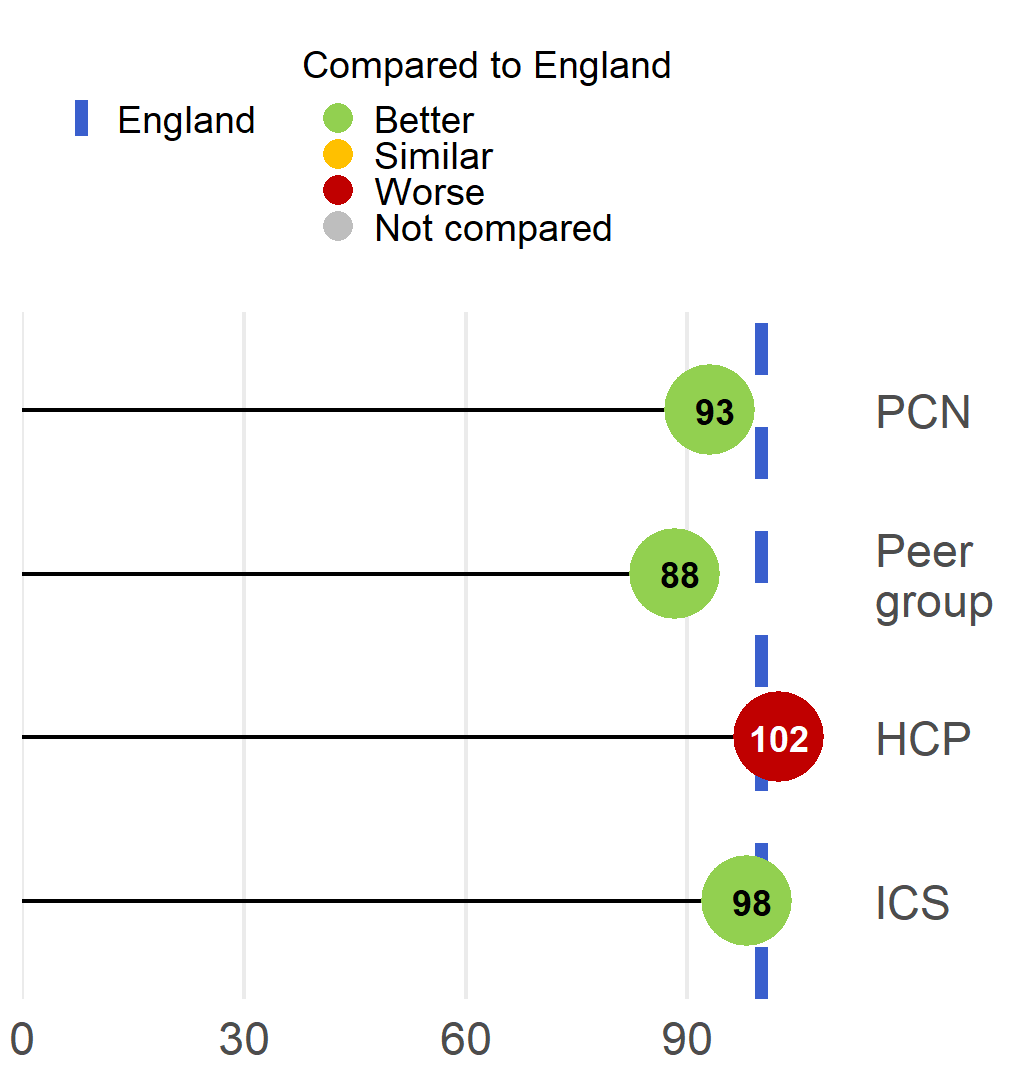 Compared to England
England
Better
Similar
Worse
Not compared
93
PCN
88
Peer
group
102
HCP
98
ICS
0 30 60 90